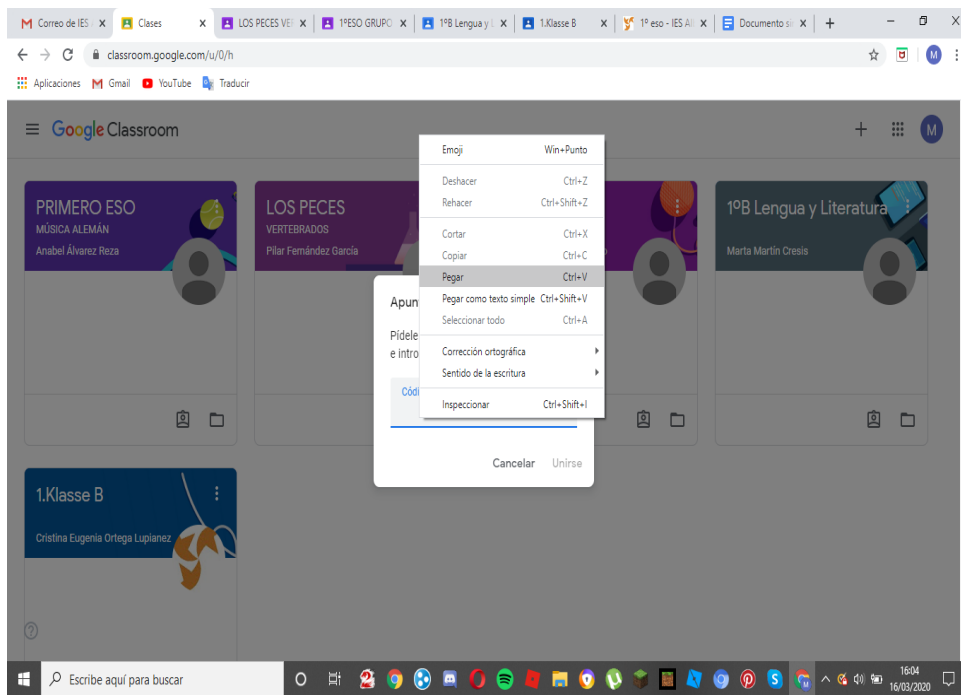 Correo de IES
Clases
LOS PECES VE
1ºESO GRUPO
1ºB Lengua y L
1.Klasse B
1º eso - IES Al
Documento si
classroom.google.com/u/0/h
M
Aplicaciones
Gmail
YouTube
Traducir
Google Classroom
M
PRIMERO ESO
MÚSICA ALEMÁN
Anabel Álvarez Reza
LOS PECES
VERTEBRADOS
Pilar Fernández García
1ºB Lengua y Literatura
Marta Martín Cresis
Emoji Win+Punto
Deshacer Ctrl+Z
Rehacer Ctrl+Shift+Z
Cortar Ctrl+X
Copiar Ctrl+C
Pegar Ctrl+V
Pegar como texto simple Ctrl+Shift+V
Seleccionar todo Ctrl+A
Corrección ortográfica
Sentido de la escritura
Inspeccionar Ctrl+Shift+I
Apun
Pídele
e intro
Códi
Cancelar Unirse
1.Klasse B
Cristina Eugenia Ortega Lupianez
Escribe aquí para buscar
16:04
16/03/2020